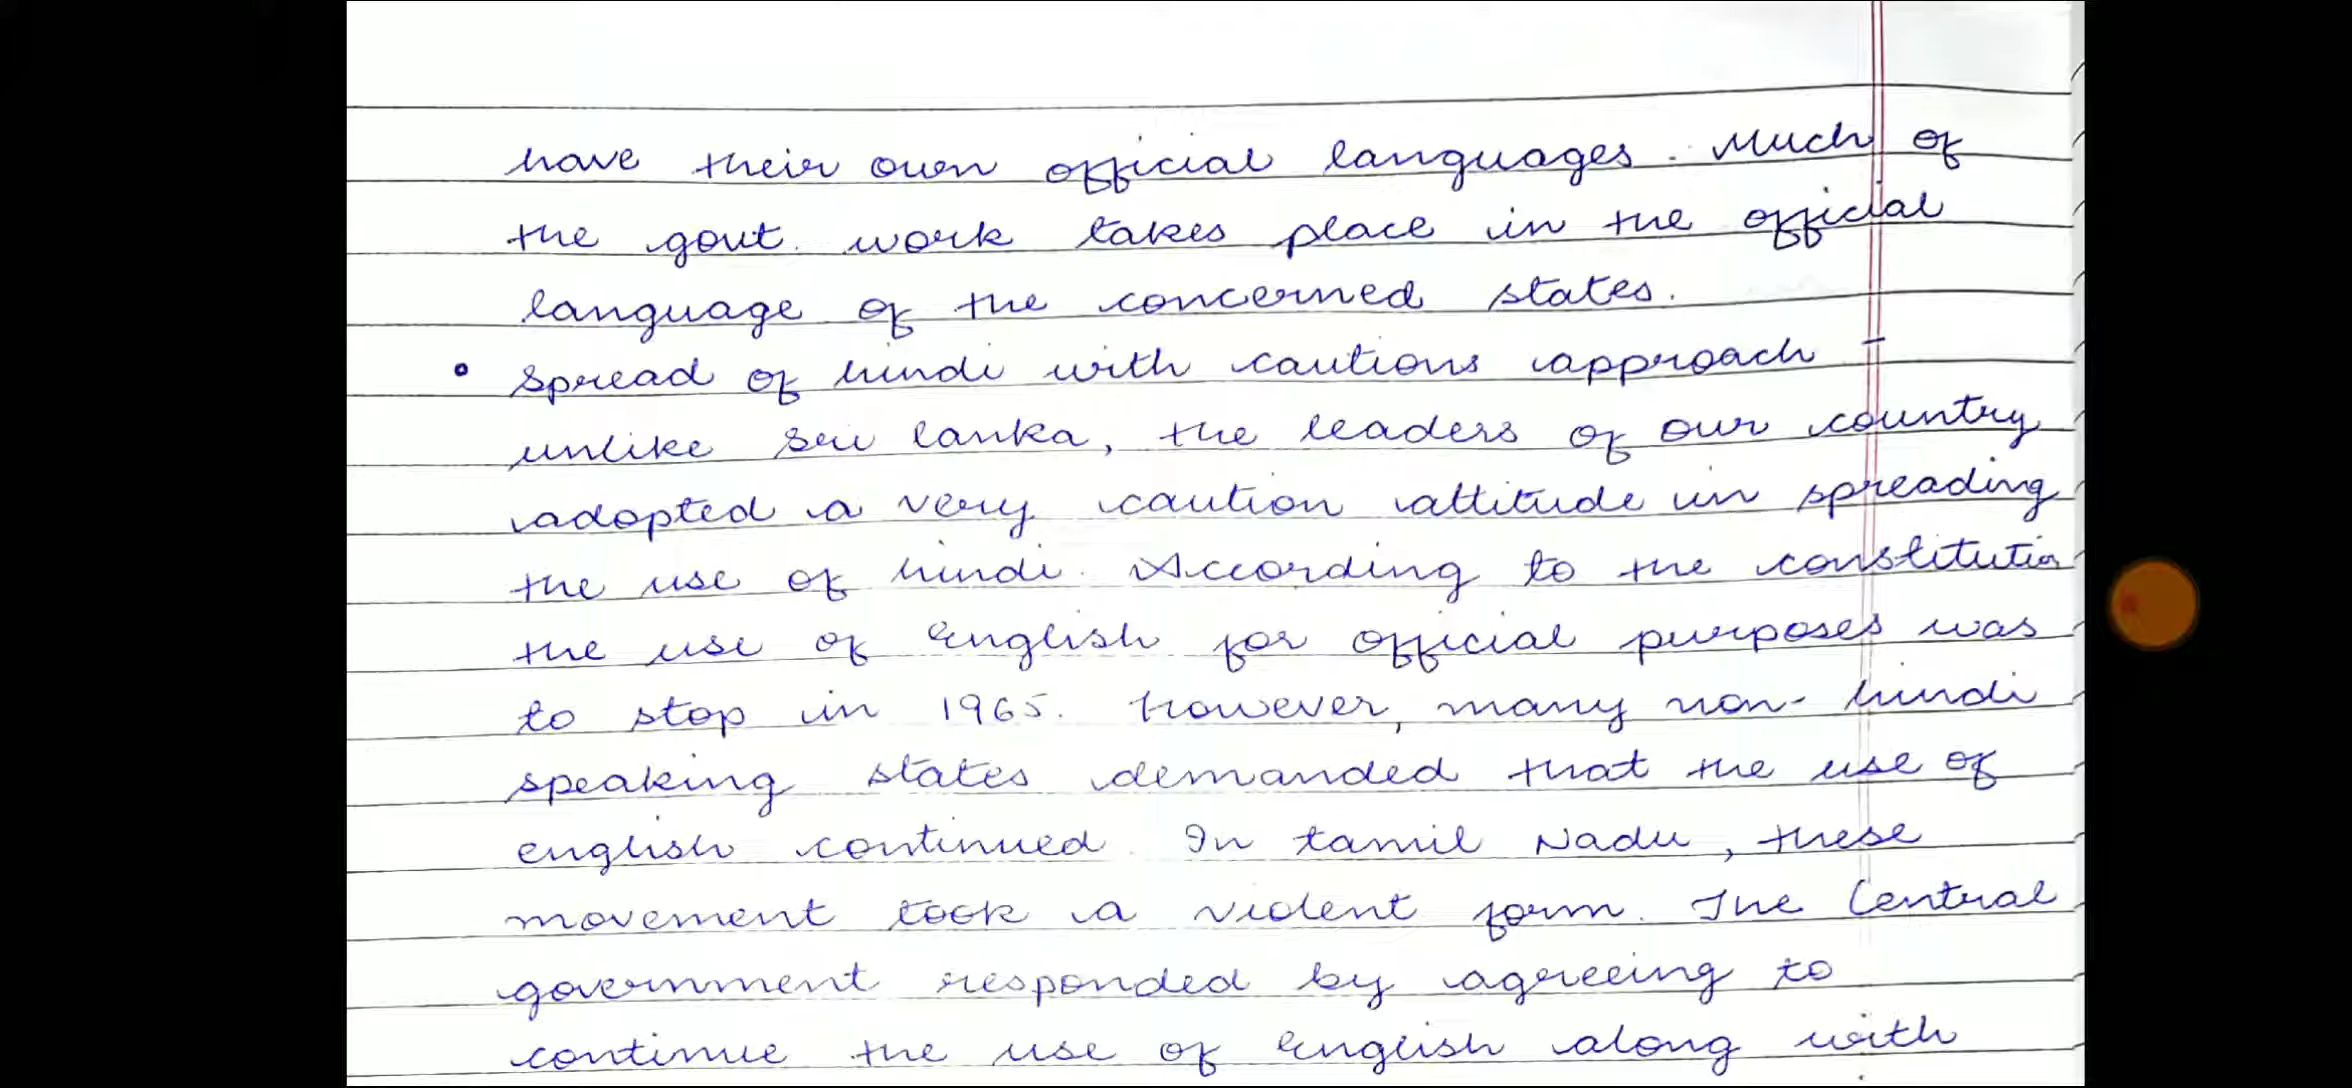 have their own official languages. Much of
the govt. work takes place in the official
language of the concerned states.
• Spread of hindi with cautions approach -
unlike Sri lanka, the leaders of our country
adopted a very caution attitude in spreading
the use of hindi. According to the constitution
the use of English for official purposes was
to stop in 1965. However, many non- hindi
speaking states demanded that the use of
english continued. In tamil Nadu, these
movement took a violent form. The Central
government responded by agreeing to
continue the use of English along with